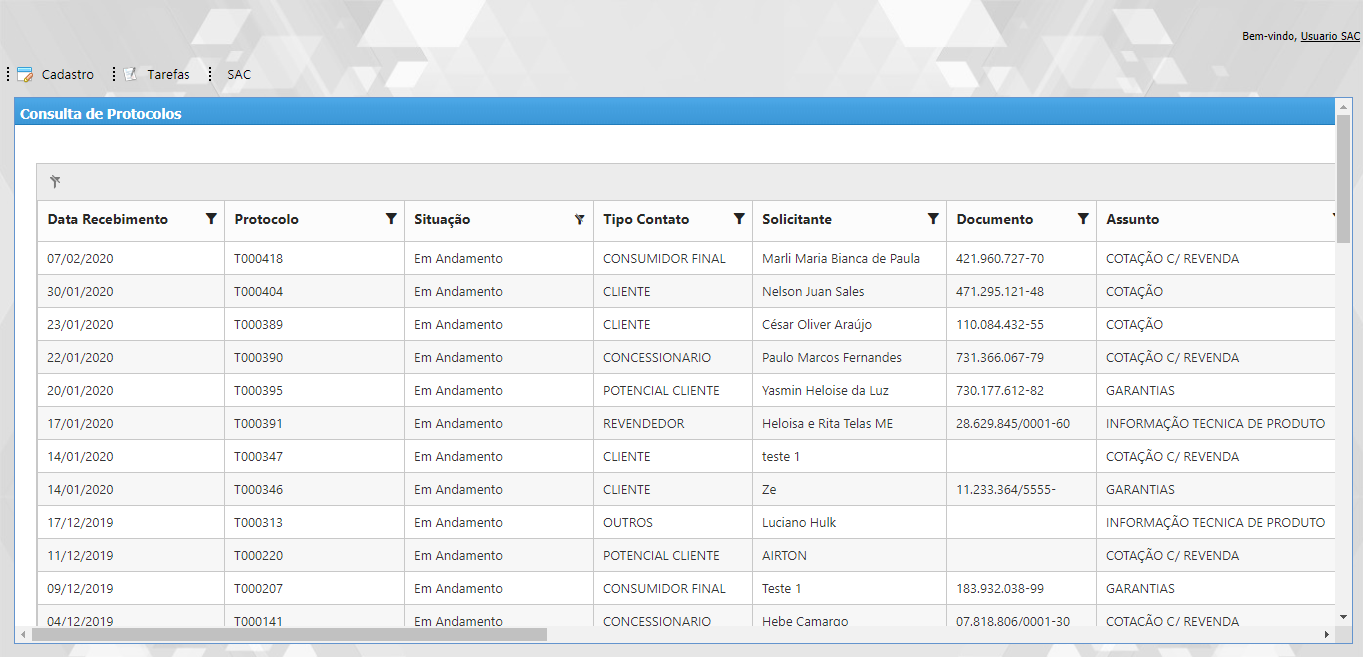 Bem-vindo, Usuario SAC
Cadastro Tarefas SAC
Consulta de Protocolos
Data Recebimento Protocolo Situação Tipo Contato Solicitante Documento Assunto
07/02/2020 T000418 Em Andamento CONSUMIDOR FINAL Marli Maria Bianca de Paula 421.960.727-70 COTAÇÃO C/ REVENDA
30/01/2020 T000404 Em Andamento CLIENTE Nelson Juan Sales 471.295.121-48 COTAÇÃO
23/01/2020 T000389 Em Andamento CLIENTE César Oliver Araújo 110.084.432-55 COTAÇÃO
22/01/2020 T000390 Em Andamento CONCESSIONARIO Paulo Marcos Fernandes 731.366.067-79 COTAÇÃO C/ REVENDA
20/01/2020 T000395 Em Andamento POTENCIAL CLIENTE Yasmin Heloise da Luz 730.177.612-82 GARANTIAS
17/01/2020 T000391 Em Andamento REVENDEDOR Heloisa e Rita Telas ME 28.629.845/0001-60 INFORMAÇÃO TECNICA DE PRODUTO
14/01/2020 T000347 Em Andamento CLIENTE teste 1 COTAÇÃO C/ REVENDA
14/01/2020 T000346 Em Andamento CLIENTE Ze 11.233.364/5555- GARANTIAS
17/12/2019 T000313 Em Andamento OUTROS Luciano Hulk INFORMAÇÃO TECNICA DE PRODUTO
11/12/2019 T000220 Em Andamento POTENCIAL CLIENTE AIRTON COTAÇÃO C/ REVENDA
09/12/2019 T000207 Em Andamento CONSUMIDOR FINAL Teste 1 183.932.038-99 GARANTIAS
04/12/2019 T000141 Em Andamento CONCESSIONARIO Hebe Camargo 07.818.806/0001-30 COTAÇÃO C/ REVENDA